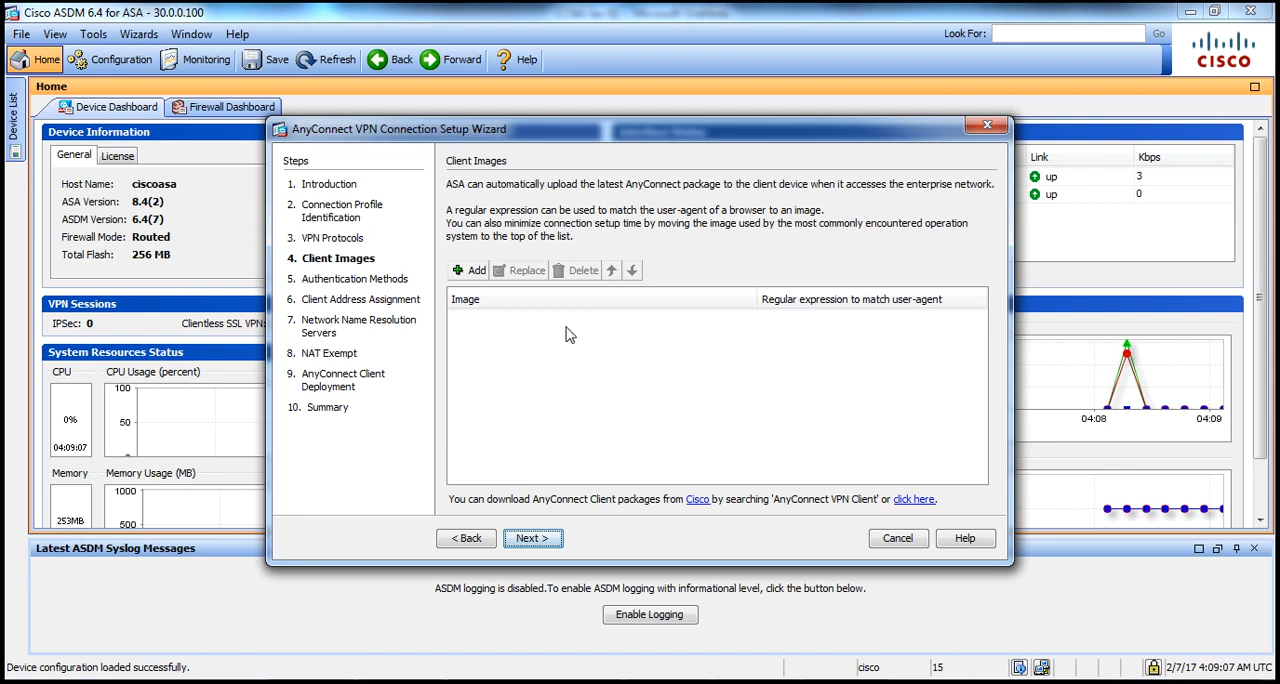 Cisco ASDM 6.4 for ASA - 30.0.0.100
File View Tools Wizards Window Help
Look For:
Go
Home Configuration Monitoring Save Refresh Back Forward Help
CISCO
Home
Device List
Device Dashboard Firewall Dashboard
Device Information
General License
Host Name: ciscoasa
ASA Version: 8.4(2)
ASDM Version: 6.4(7)
Firewall Mode: Routed
Total Flash: 256 MB
VPN Sessions
IPSec: 0 Clientless SSL VPN:
System Resources Status
CPU CPU Usage (percent)
100
50
0%
04:09:07
Memory Memory Usage (MB)
1000
500
253MB
AnyConnect VPN Connection Setup Wizard
Steps
1. Introduction
2. Connection Profile
Identification
3. VPN Protocols
4. Client Images
5. Authentication Methods
6. Client Address Assignment
7. Network Name Resolution
Servers
8. NAT Exempt
9. AnyConnect Client
Deployment
10. Summary
Client Images
ASA can automatically upload the latest AnyConnect package to the client device when it accesses the enterprise network.
A regular expression can be used to match the user-agent of a browser to an image.
You can also minimize connection setup time by moving the image used by the most commonly encountered operation
system to the top of the list.
Add Replace Delete
Image Regular expression to match user-agent
You can download AnyConnect Client packages from Cisco by searching 'AnyConnect VPN Client' or click here.
< Back Next > Cancel Help
Link Kbps
up 3
up 0
04:08 04:09
Latest ASDM Syslog Messages
ASDM logging is disabled.To enable ASDM logging with informational level, click the button below.
Enable Logging
Device configuration loaded successfully.
cisco 15 2/7/17 4:09:07 AM UTC